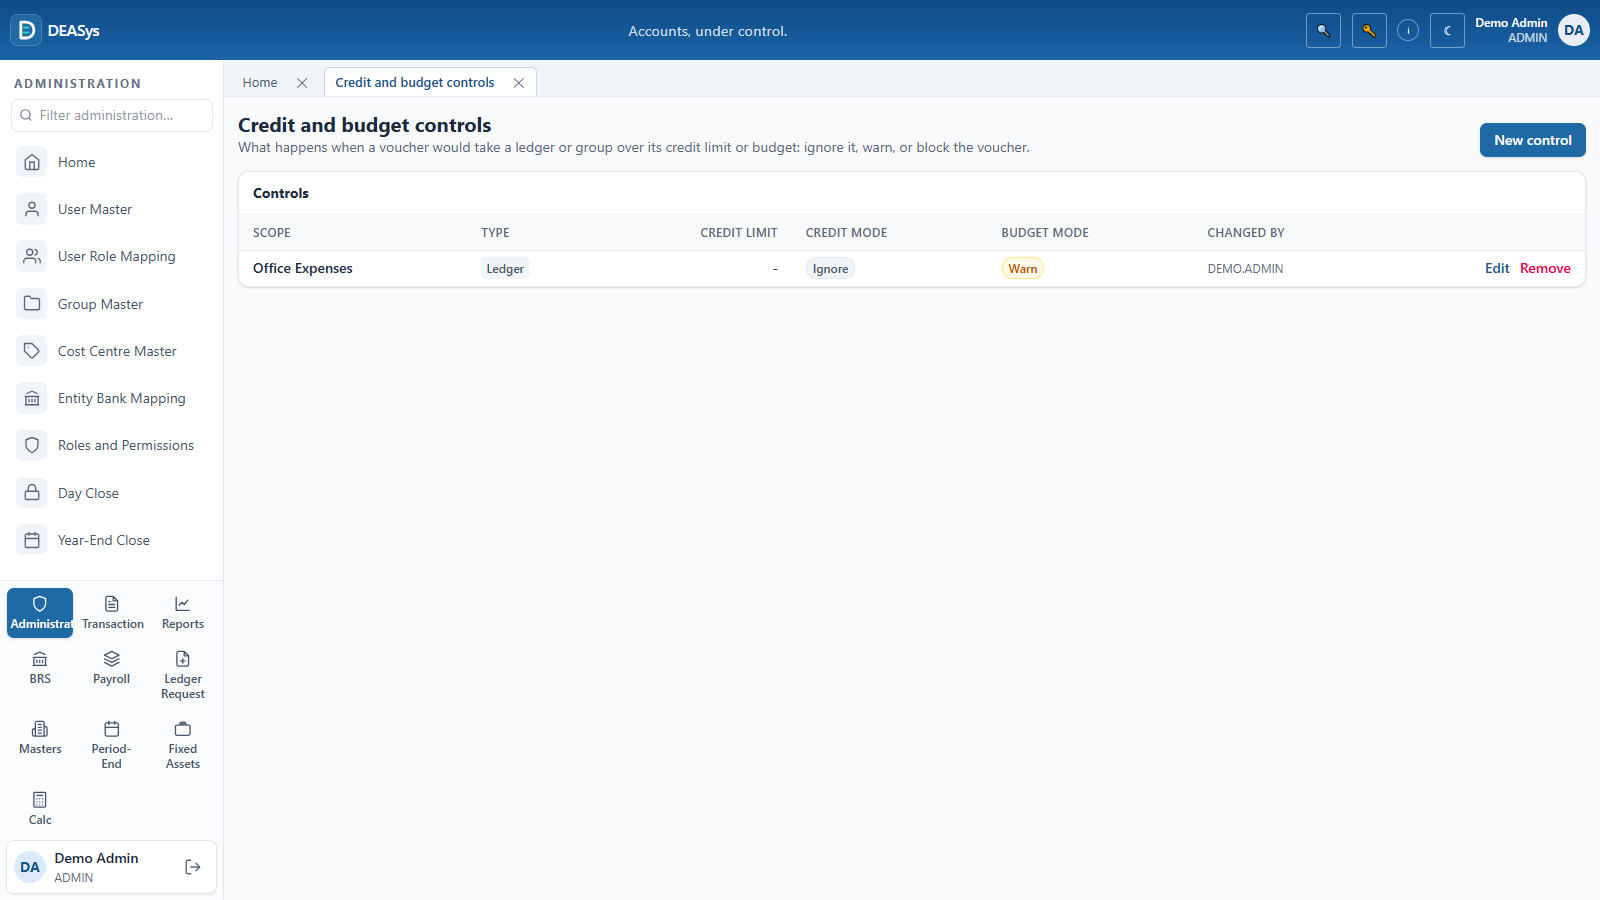 DEASys
Accounts, under control.
Demo Admin
ADMIN
DA
ADMINISTRATION
Filter administration...
Home
User Master
User Role Mapping
Group Master
Cost Centre Master
Entity Bank Mapping
Roles and Permissions
Day Close
Year-End Close
Administrat
Transaction
Reports
BRS
Payroll
Ledger
Request
Masters
Period-
End
Fixed
Assets
Calc
DA
Demo Admin
ADMIN
Home
Credit and budget controls
Credit and budget controls
What happens when a voucher would take a ledger or group over its credit limit or budget: ignore it, warn, or block the voucher.
New control
Controls
SCOPE TYPE CREDIT LIMIT CREDIT MODE BUDGET MODE CHANGED BY
Office Expenses Ledger - Ignore Warn DEMO.ADMIN Edit Remove